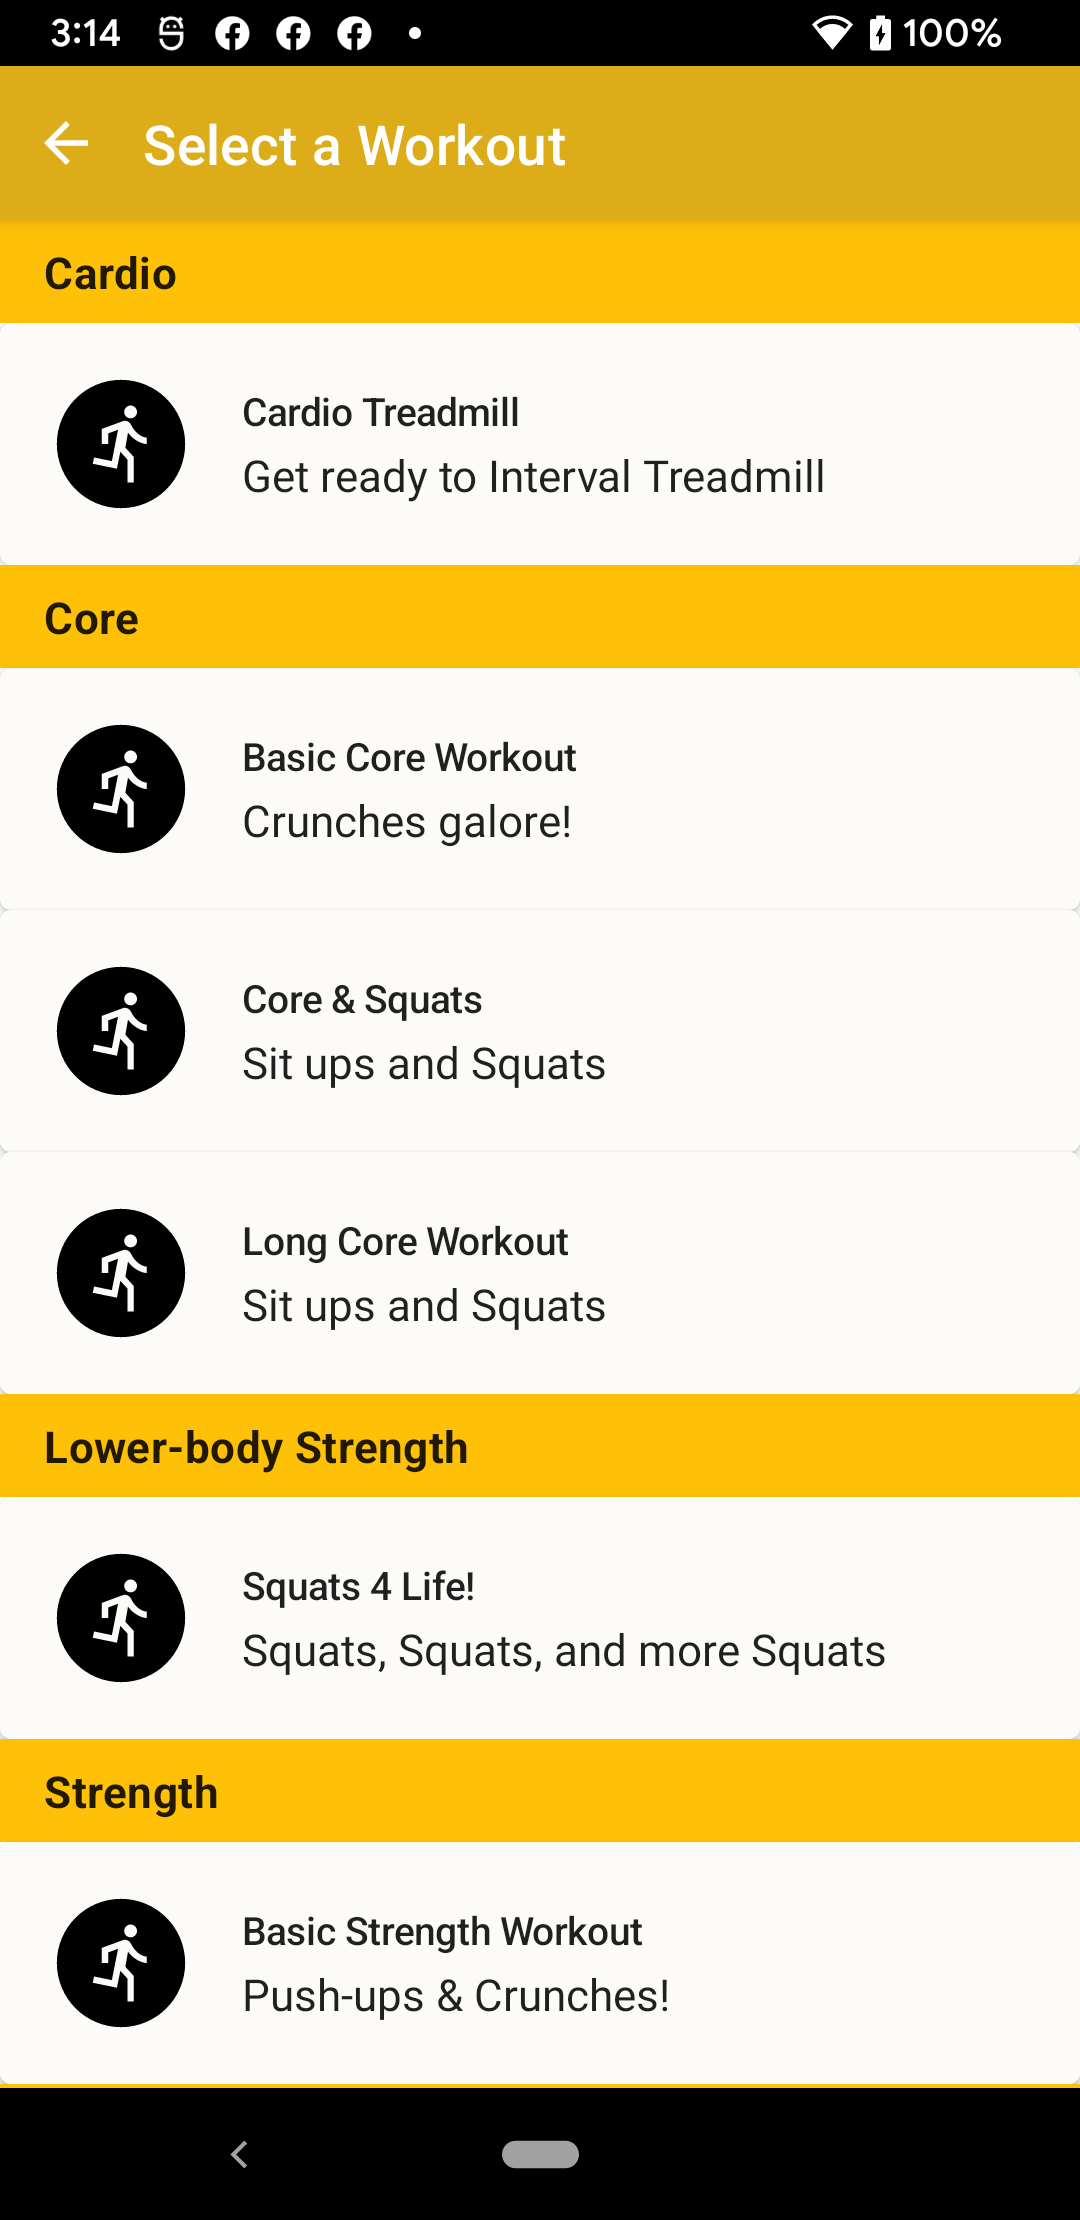 3:14
100%
Select a Workout
Cardio
Cardio Treadmill
Get ready to Interval Treadmill
Core
Basic Core Workout
Crunches galore!
Core & Squats
Sit ups and Squats
Long Core Workout
Sit ups and Squats
Lower-body Strength
Squats 4 Life!
Squats, Squats, and more Squats
Strength
Basic Strength Workout
Push-ups & Crunches!